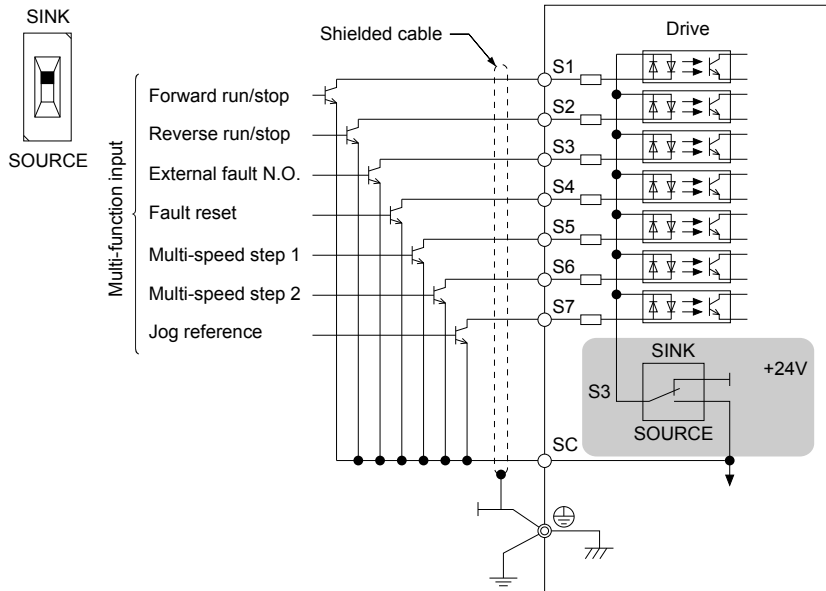 SINK
SOURCE
Shielded cable
Drive
Multi-function input
Forward run/stop
Reverse run/stop
External fault N.O.
Fault reset
Multi-speed step 1
Multi-speed step 2
Jog reference
S1
S2
S3
S4
S5
S6
S7
SINK
+24V
S3
SOURCE
SC